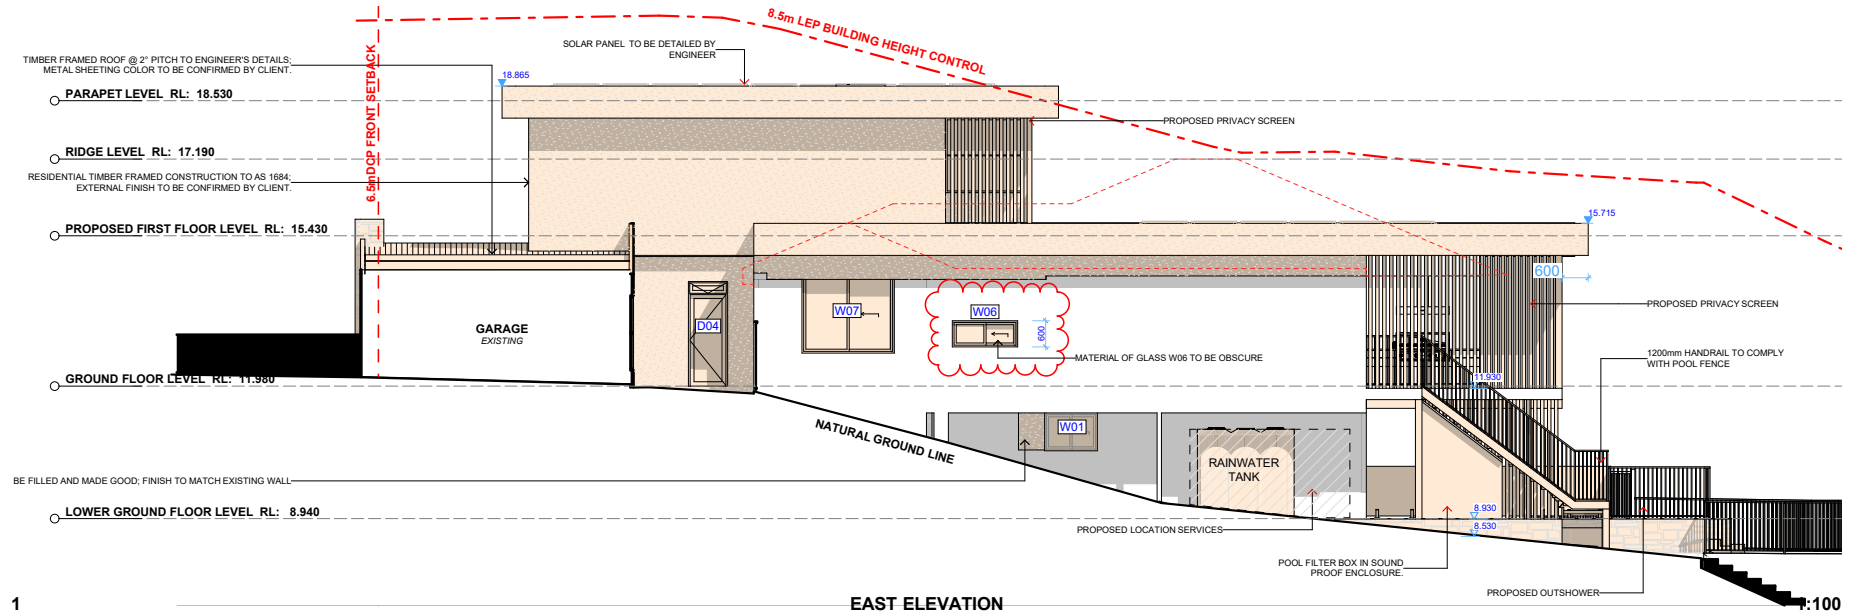 8.5m LEP BUILDING HEIGHT CONTROL
SOLAR PANEL TO BE DETAILED BY
ENGINEER
TIMBER FRAMED ROOF @ 2° PITCH TO ENGINEER'S DETAILS;
METAL SHEETING COLOR TO BE CONFIRMED BY CLIENT.
6.5mDCP FRONT SETBACK
18.865
PARAPET LEVEL RL: 18.530
PROPOSED PRIVACY SCREEN
RIDGE LEVEL RL: 17.190
RESIDENTIAL TIMBER FRAMED CONSTRUCTION TO AS 1684;
EXTERNAL FINISH TO BE CONFIRMED BY CLIENT.
15.715
PROPOSED FIRST FLOOR LEVEL RL: 15.430
600
PROPOSED PRIVACY SCREEN
W07
W06
D04
GARAGE
EXISTING
600
MATERIAL OF GLASS W06 TO BE OBSCURE
1200mm HANDRAIL TO COMPLY
WITH POOL FENCE
GROUND FLOOR LEVEL RL: 11.980
11.930
NATURAL GROUND LINE
W01
RAINWATER
TANK
BE FILLED AND MADE GOOD; FINISH TO MATCH EXISTING WALL
LOWER GROUND FLOOR LEVEL RL: 8.940
8.930
8.530
PROPOSED LOCATION SERVICES
POOL FILTER BOX IN SOUND
PROOF ENCLOSURE.
PROPOSED OUTSHOWER
1
EAST ELEVATION
1:100